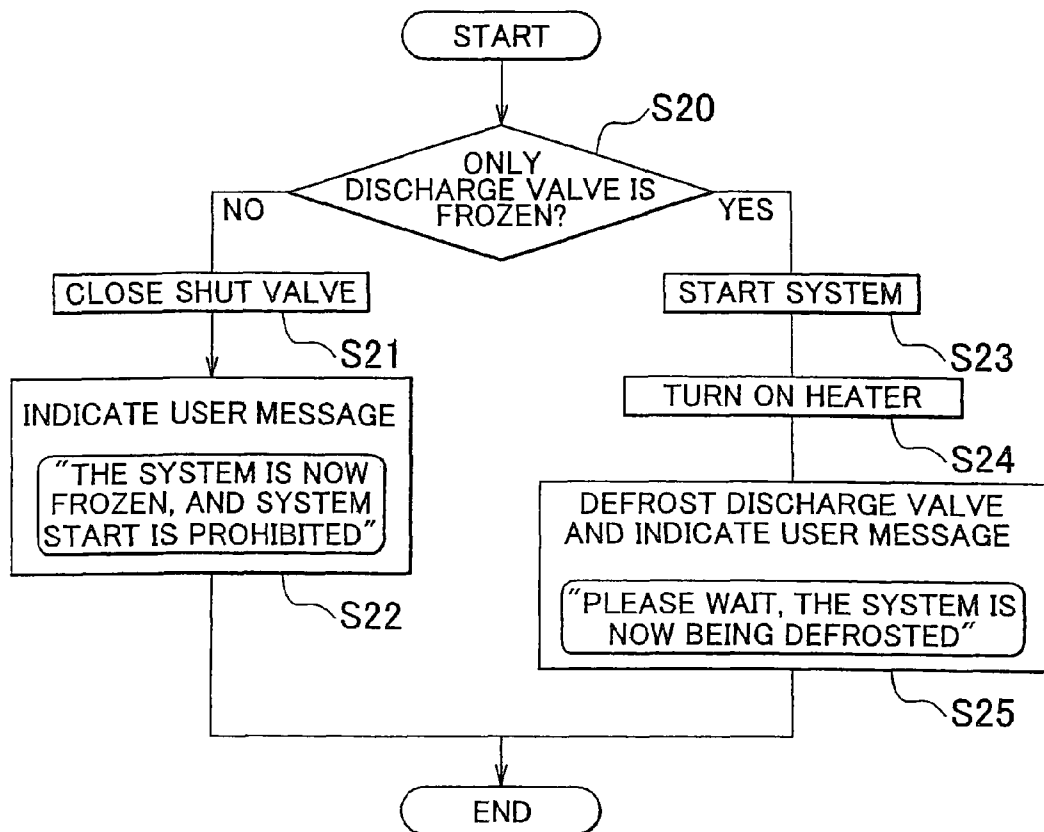 START
S20
ONLY
DISCHARGE VALVE IS
FROZEN?
NO
YES
CLOSE SHUT VALVE
S21
INDICATE USER MESSAGE
"THE SYSTEM IS NOW
FROZEN, AND SYSTEM
START IS PROHIBITED"
S22
START SYSTEM
S23
TURN ON HEATER
S24
DEFROST DISCHARGE VALVE
AND INDICATE USER MESSAGE
"PLEASE WAIT, THE SYSTEM IS
NOW BEING DEFROSTED"
S25
END